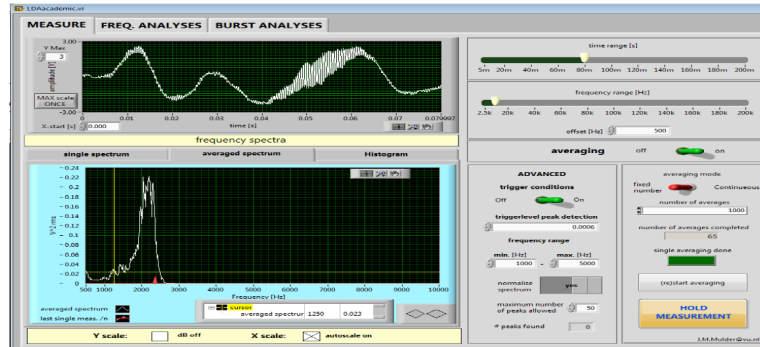 LDAacademic.vi
MEASURE FREQ. ANALYSES BURST ANALYSES
Y Max
3
MAX scale ONCE
amplitude [V]
3.00
-3.00
0 0.01 0.02 0.03 0.04 0.05 0.06 0.07 0.079997
X-start [s] 0.000
time [s]
frequency spectra
single spectrum averaged spectrum Histogram
V^2 rms
0.24
0.22
0.2
0.18
0.16
0.14
0.12
0.1
0.08
0.06
0.04
0.02
0
500 1000 2000 3000 4000 5000 6000 7000 8000 9000 10000
Frequency [Hz]
averaged spectrum
last single meas. /n
cursor
averaged spectrur 1250 0.023
Y scale: dB off X scale: autoscale on
time range [s]
5m 20m 40m 60m 80m 100m 120m 140m 160m 180m 200m
frequency range [Hz]
2.5k 20k 40k 60k 80k 100k 120k 140k 160k 180k 200k
offset [Hz] 500
averaging off on
ADVANCED
trigger conditions
Off On
triggerlevel peak detection
0.0006
frequency range
min. [Hz] max. [Hz]
1000 - 5000
normalize spectrum yes
maximum number of peaks allowed 50
# peaks found 0
averaging mode
fixed number Continuous
number of averages
1000
number of averages completed
65
single averaging done
(re)start averaging
HOLD
MEASUREMENT
J.M.Mulder@vu.nl